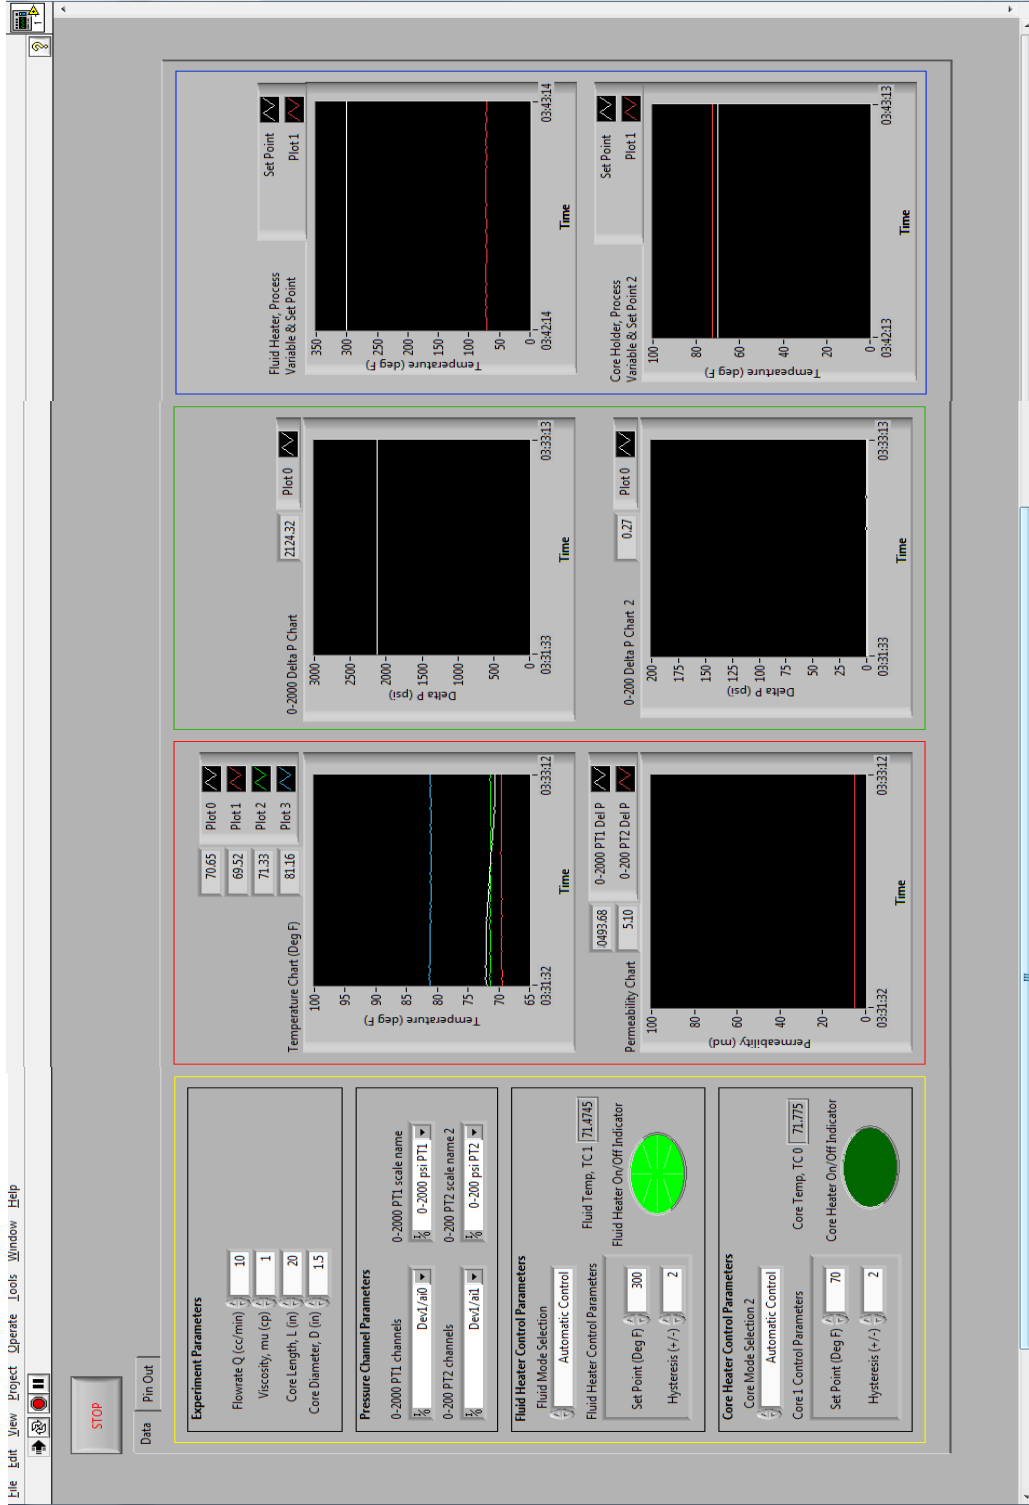 File Edit View Project Operate Tools Window Help
1
?
STOP
Data Pin Out
Experiment Parameters
Flowrate Q (cc/min) 10
Viscosity, mu (cp) 1
Core Length, L (in) 20
Core Diameter, D (in) 1.5
Pressure Channel Parameters
0-2000 PT1 channels 0-2000 PT1 scale name
Dev1/ai0 0-2000 psi PT1
0-200 PT2 channels 0-200 PT2 scale name 2
Dev1/ai1 0-200 psi PT2
Fluid Heater Control Parameters
Fluid Mode Selection
Automatic Control
Fluid Temp, TC 1 71.4745
Fluid Heater Control Parameters
Fluid Heater On/Off Indicator
Set Point (Deg F) 300
Hysteresis (+/-) 2
Core Heater Control Parameters
Core Mode Selection 2
Automatic Control
Core Temp, TC 0 71.775
Core 1 Control Parameters
Core Heater On/Off Indicator
Set Point (Deg F) 70
Hysteresis (+/-) 2
70.65 Plot 0
69.52 Plot 1
71.33 Plot 2
81.16 Plot 3
Temperature Chart (Deg F)
Temperature (deg F)
100
95
90
85
80
75
70
65
03:31:32 03:33:12
Time
0493.68 0-2000 PT1 Del P
5.10 0-200 PT2 Del P
Permeability Chart
Permeability (md)
100
80
60
40
20
0
03:31:32 03:33:12
Time
0-2000 Delta P Chart 2124.32 Plot 0
Delta P (psi)
3000
2500
2000
1500
1000
500
0
03:31:33 03:33:13
Time
0-200 Delta P Chart 2 0.27 Plot 0
Delta P (psi)
200
175
150
125
100
75
50
25
0
03:31:33 03:33:13
Time
Fluid Heater, Process
Variable & Set Point
Set Point
Plot 1
Temperature (deg F)
350
300
250
200
150
100
50
0
03:42:14 03:43:14
Time
Core Holder, Process
Variable & Set Point 2
Set Point
Plot 1
Tempearture (deg F)
100
80
60
40
20
0
03:42:13 03:43:13
Time